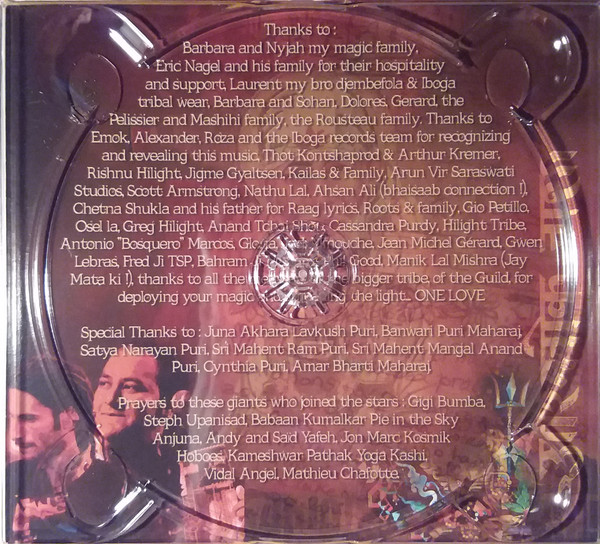 Thanks to :
Barbara and Nyjah my magic family,
Eric Nagel and his family for their hospitality
and support, Laurent my bro djembefola & Iboga
tribal wear, Barbara and Sohan, Dolores, Gerard, the
Pelissier and Mashihi family, the Rousteau family. Thanks to
Emok, Alexander, Roza and the Iboga records team for recognizing
and revealing this music, Thot Kontshaprod & Arthur Kremer,
Rishnu Hilight, Jigme Gyaltsen, Kailas & Family, Arun Vir Saraswati
Studios, Scott Armstrong, Nathu Lal, Ahsan Ali (bhaisaab connection !),
Chetna Shukla and his father for Raag lyrics. Roots & family, Gio Petillo,
Osel la, Greg Hilight, Anand Cassandra Purdy, Hilight Tribe,
Antonio "Bosquero" Marcos, Jean Michel Gérard, Gwen
Lebras, Fred Ji TSP, Bahram Good, Manik Lal Mishra (Jay
Mata ki !), thanks to all the bigger tribe, of the Guild, for
deploying your magic the light... ONE LOVE
Special Thanks to : Juna Akhara Lavkush Puri, Banwari Puri Maharaj,
Satya Narayan Puri, Sri Mahent Ram Puri, Sri Mahent Mangal Anand
Puri, Cynthia Puri, Amar Bharti Maharaj.
Prayers to these giants who joined the stars : Gigi Bumba,
Steph Upanisad, Babaan Kumalkar Pie in the Sky
Anjuna, Andy and Saïd Yafeh, Jon Marc Kosmik
Hoboes, Kameshwar Pathak Yoga Kashi,
Vidal Angel, Mathieu Chafotte.